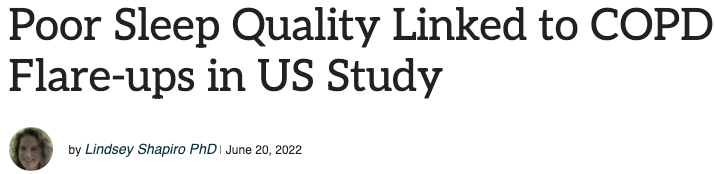 Poor Sleep Quality Linked to COPD
Flare-ups in US Study
by Lindsey Shapiro PhD | June 20, 2022